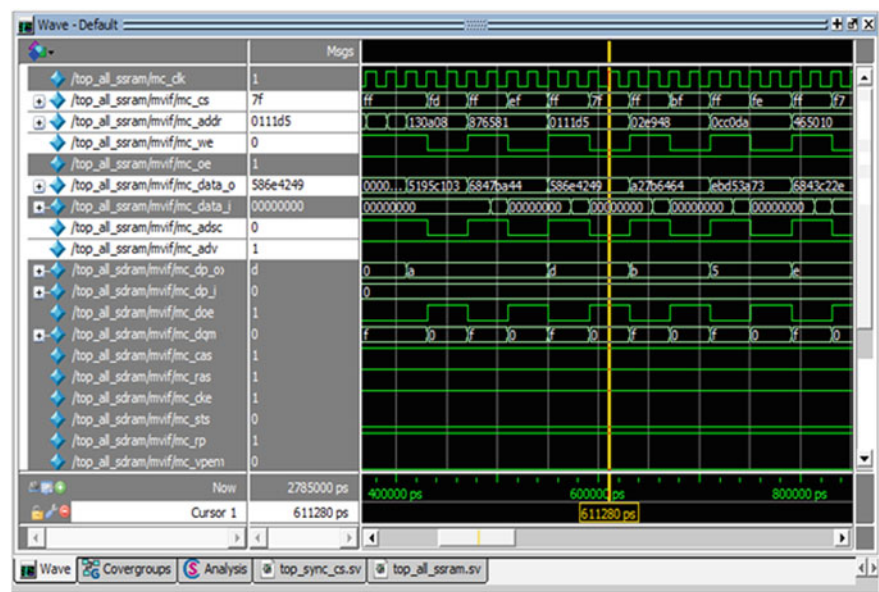 Wave - Default
Msgs
/top_all_ssram/mc_clk 1
/top_all_ssram/mvif/mc_cs 7f ff fd ff ef ff 7f ff bf ff fe ff f7
/top_all_ssram/mvif/mc_addr 0111d5 130a08 876581 0111d5 02e948 0cc0da 465010
/top_all_ssram/mvif/mc_we 0
/top_all_ssram/mvif/mc_oe 1
/top_all_ssram/mvif/mc_data_o 586e4249 0000... 5195c103 6847ba44 586e4249 a27b6464 ebd53a73 6843c22e
/top_all_ssram/mvif/mc_data_i 00000000 00000000 00000000 00000000 00000000 00000000
/top_all_ssram/mvif/mc_adsc 0
/top_all_ssram/mvif/mc_adv 1
/top_all_sdram/mvif/mc_dp_o d 0 a d b 5 e
/top_all_sdram/mvif/mc_dp_i 0 0
/top_all_sdram/mvif/mc_doe 1
/top_all_sdram/mvif/mc_dqm 0 f 0 f 0 f 0 f 0 f 0 f 0
/top_all_sdram/mvif/mc_cas 1
/top_all_sdram/mvif/mc_ras 1
/top_all_sdram/mvif/mc_cke 1
/top_all_sdram/mvif/mc_sts 0
/top_all_sdram/mvif/mc_rp 1
/top_all_sdram/mvif/mc_vpen 0
Now 2785000 ps 400000 ps 600000 ps 800000 ps
Cursor 1 611280 ps 611280 ps
Wave Covergroups Analysis top_sync_cs.sv top_all_ssram.sv